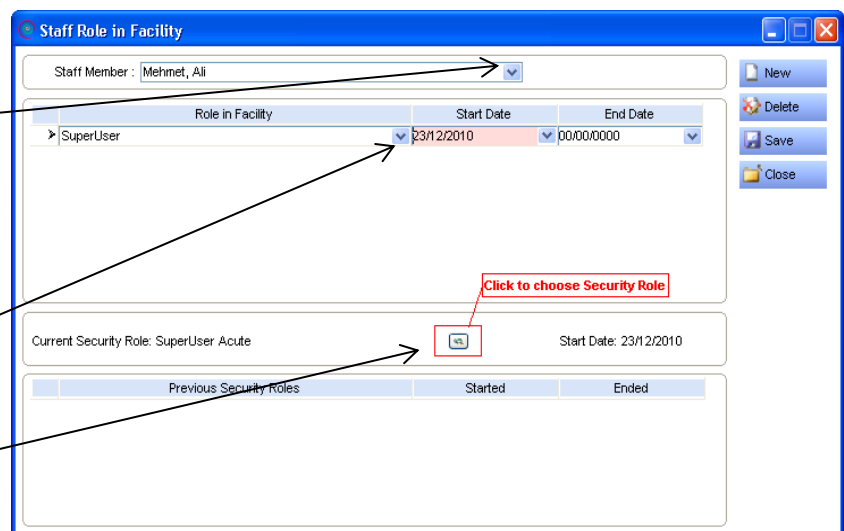 Staff Role in Facility
Staff Member : Mehmet, Ali
New
Delete
Save
Close
Role in Facility Start Date End Date
SuperUser 23/12/2010 00/00/0000
Click to choose Security Role
Current Security Role: SuperUser Acute Start Date: 23/12/2010
Previous Security Roles Started Ended